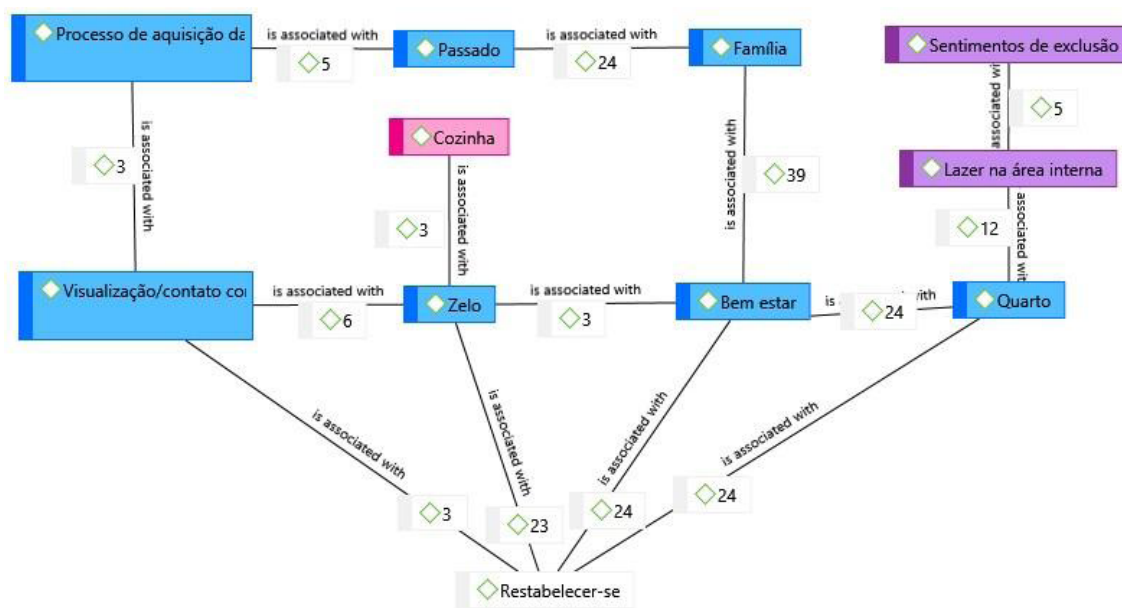 Processo de aquisição da
is associated with
5
Passado
is associated with
24
Família
Sentimentos de exclusão
is associated with
3
Cozinha
is associated with
3
is associated with
39
associated wi
5
Lazer na área interna
associated with
12
Visualização/contato co
is associated with
6
Zelo
is associated with
3
Bem estar
is associated with
24
Quarto
is associated with
3
is associated with
23
is associated with
24
is associated with
24
Restabelecer-se